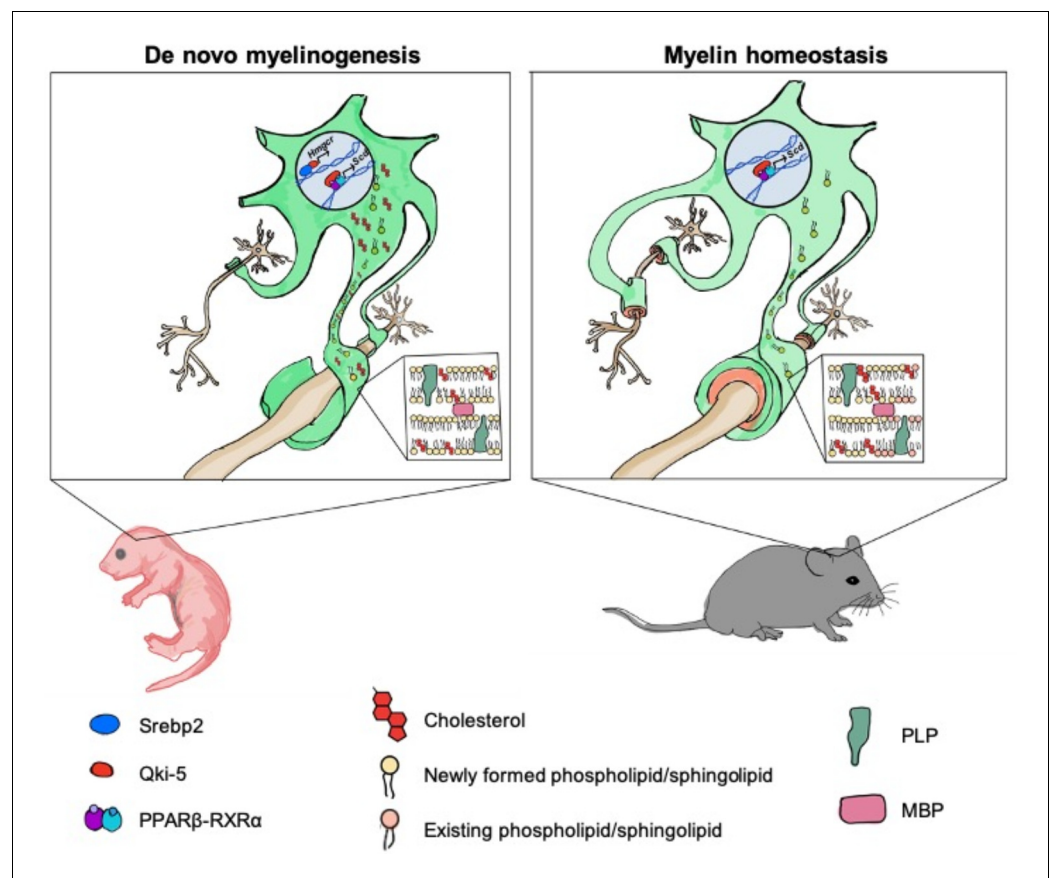 De novo myelinogenesis
Myelin homeostasis
Hmgcr
Scd
Scd
Srebp2
Qki-5
PPARβ-RXRα
Cholesterol
Newly formed phospholipid/sphingolipid
Existing phospholipid/sphingolipid
PLP
MBP